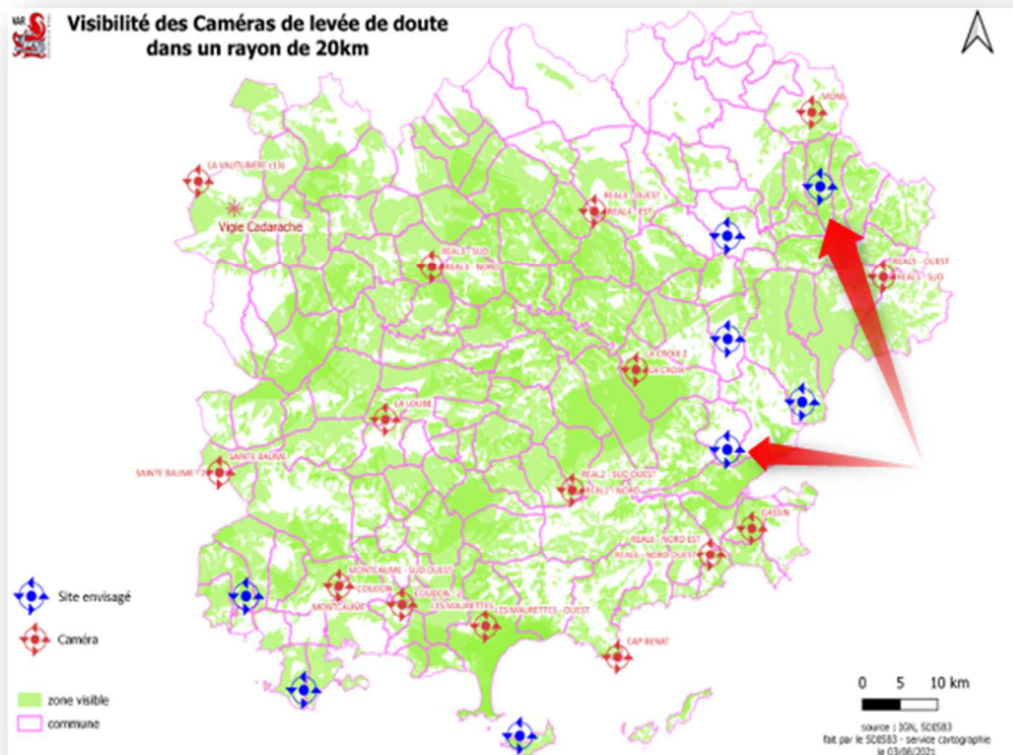 VAR
Visibilité des Caméras de levée de doute
dans un rayon de 20km
MONS
LA VAUTUBIERE (13)
Vigie Cadarache
REAL4 - OUEST
REAL4 - EST
REAL3 - SUD
REAL3 - NORD
REAL5 - OUEST
REAL5 - SUD
LA CROIX 2
LA CROIX
LA LOUBE
SAINTE BAUME
SAINTE BAUME - 2
REAL2 - SUD OUEST
REAL2 - NORD
GASSIN
NORD EST
NORD OUEST
MONTCAUME - SUD OUEST
COUDON
MONTCAUME
COUDON - 2
LES MAURETTES
LES MAURETTES - OUEST
CAP BENAT
Site envisagé
Caméra
zone visible
commune
0 5 10 km
source : IGN, SDIS83
fait par le SDIS83 - service cartographie
le 03/08/2021